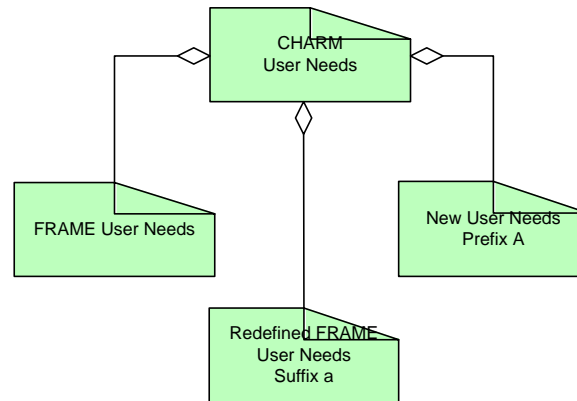 CHARM
User Needs
FRAME User Needs
New User Needs
Prefix A
Redefined FRAME
User Needs
Suffix a